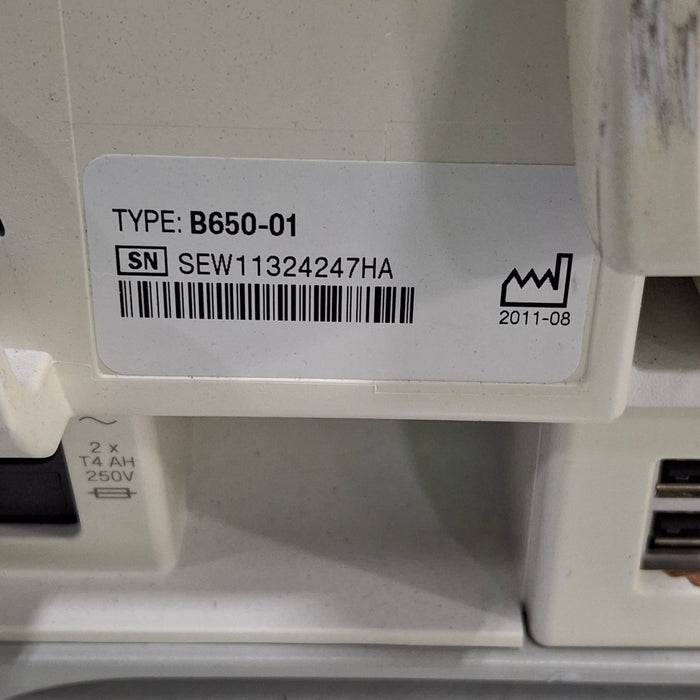 TYPE: B650-01
SN SEW11324247HA
2011-08
2 x
T4 AH
250V